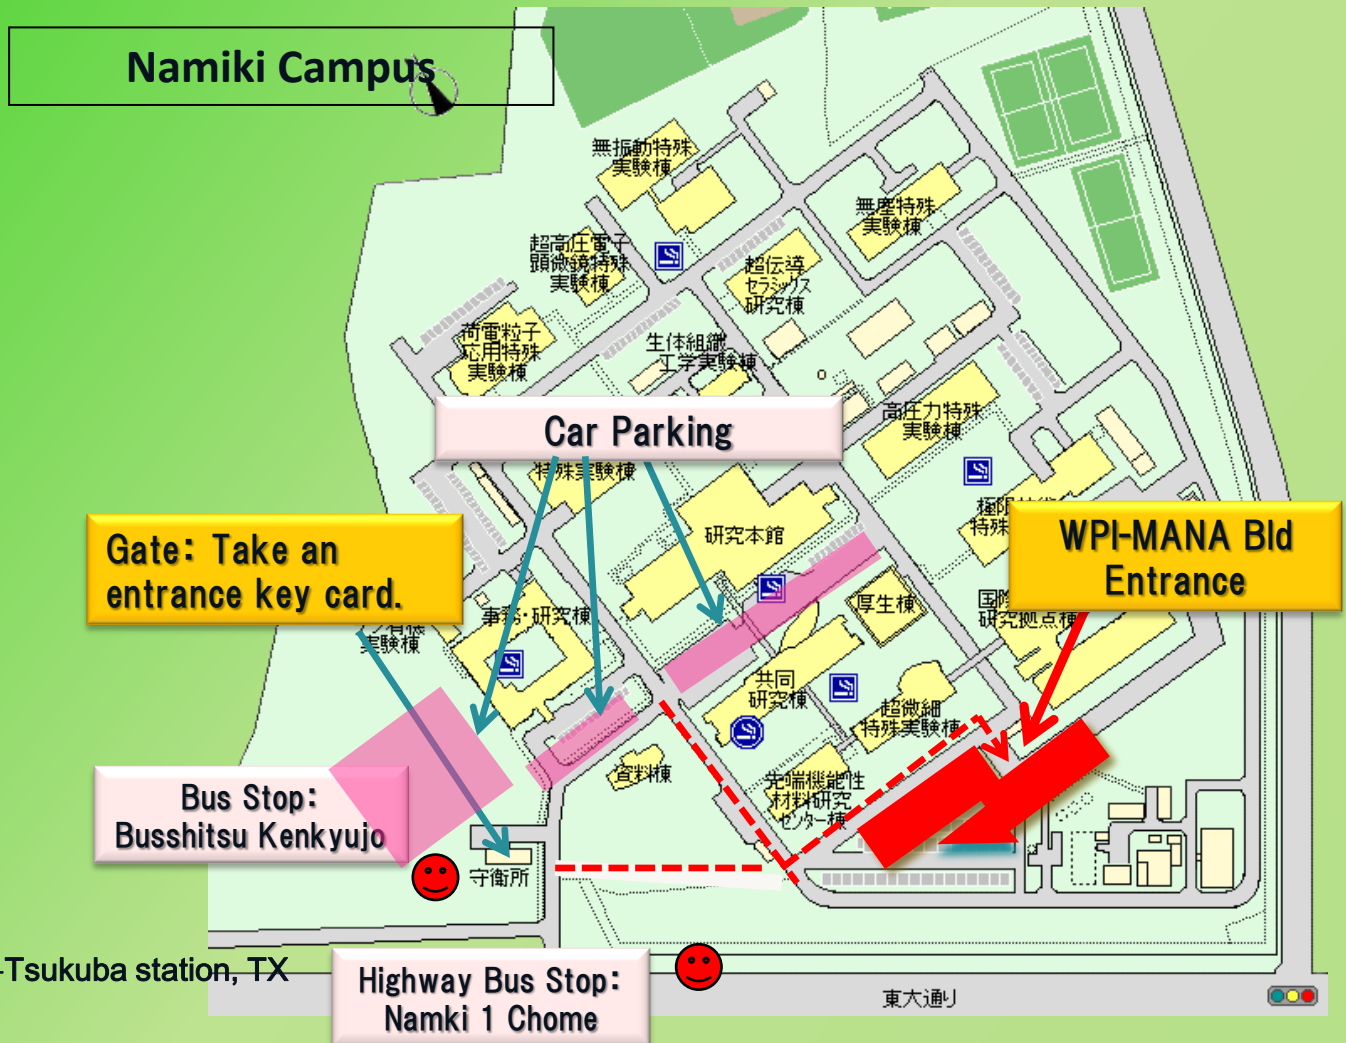 Namiki Campus
無振動特殊
実験棟
無塵特殊
実験棟
超高圧電子
顕微鏡特殊
実験棟
超伝導
セラミックス
研究棟
荷電粒子
応用特殊
実験棟
生体組織
工学実験棟
高圧力特殊
実験棟
Car Parking
特殊実験棟
研究本館
極限技術
特殊
Gate: Take an
entrance key card.
WPI-MANA Bld
Entrance
事務・研究棟
有機
実験棟
厚生棟
国際
研究拠点棟
共同
研究棟
超微細
特殊実験棟
資料棟
先端機能性
材料研究
センター棟
Bus Stop:
Busshitsu Kenkyujo
守衛所
-Tsukuba station, TX
Highway Bus Stop:
Namki 1 Chome
東大通り